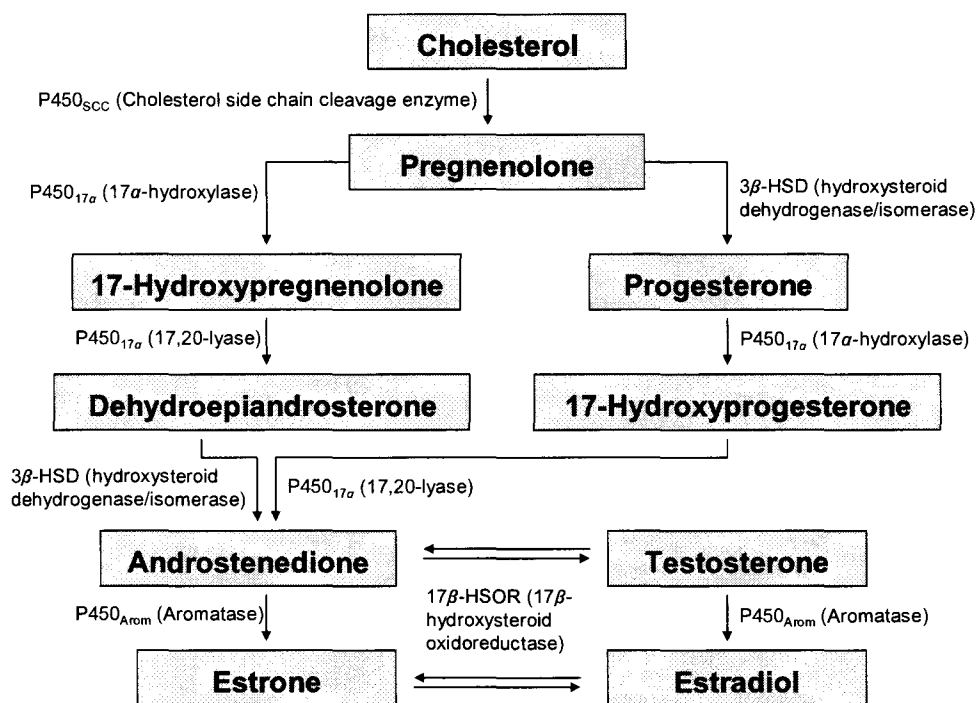 Cholesterol
P450SCC (Cholesterol side chain cleavage enzyme)
Pregnenolone
P45017α (17α-hydroxylase)
3β-HSD (hydroxysteroid
dehydrogenase/isomerase)
17-Hydroxypregnenolone
Progesterone
P45017α (17,20-lyase)
P45017α (17α-hydroxylase)
Dehydroepiandrosterone
17-Hydroxyprogesterone
3β-HSD (hydroxysteroid
dehydrogenase/isomerase)
P45017α (17,20-lyase)
Androstenedione
Testosterone
P450Arom (Aromatase)
17β-HSOR (17β-
hydroxysteroid
oxidoreductase)
P450Arom (Aromatase)
Estrone
Estradiol